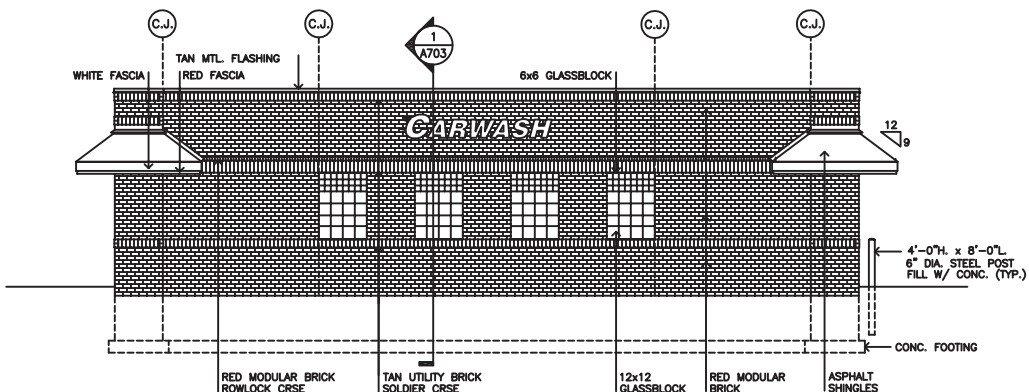 C.J.
C.J.
1
A703
C.J.
C.J.
TAN MTL. FLASHING
WHITE FASCIA
RED FASCIA
6x6 GLASSBLOCK
CARWASH
12
9
4'-0"H. x 8'-0"L.
6" DIA. STEEL POST
FILL W/ CONC. (TYP.)
CONC. FOOTING
RED MODULAR BRICK
ROWLOCK CRSE
TAN UTILITY BRICK
SOLDIER CRSE
12x12
GLASSBLOCK
RED MODULAR
BRICK
ASPHALT
SHINGLES